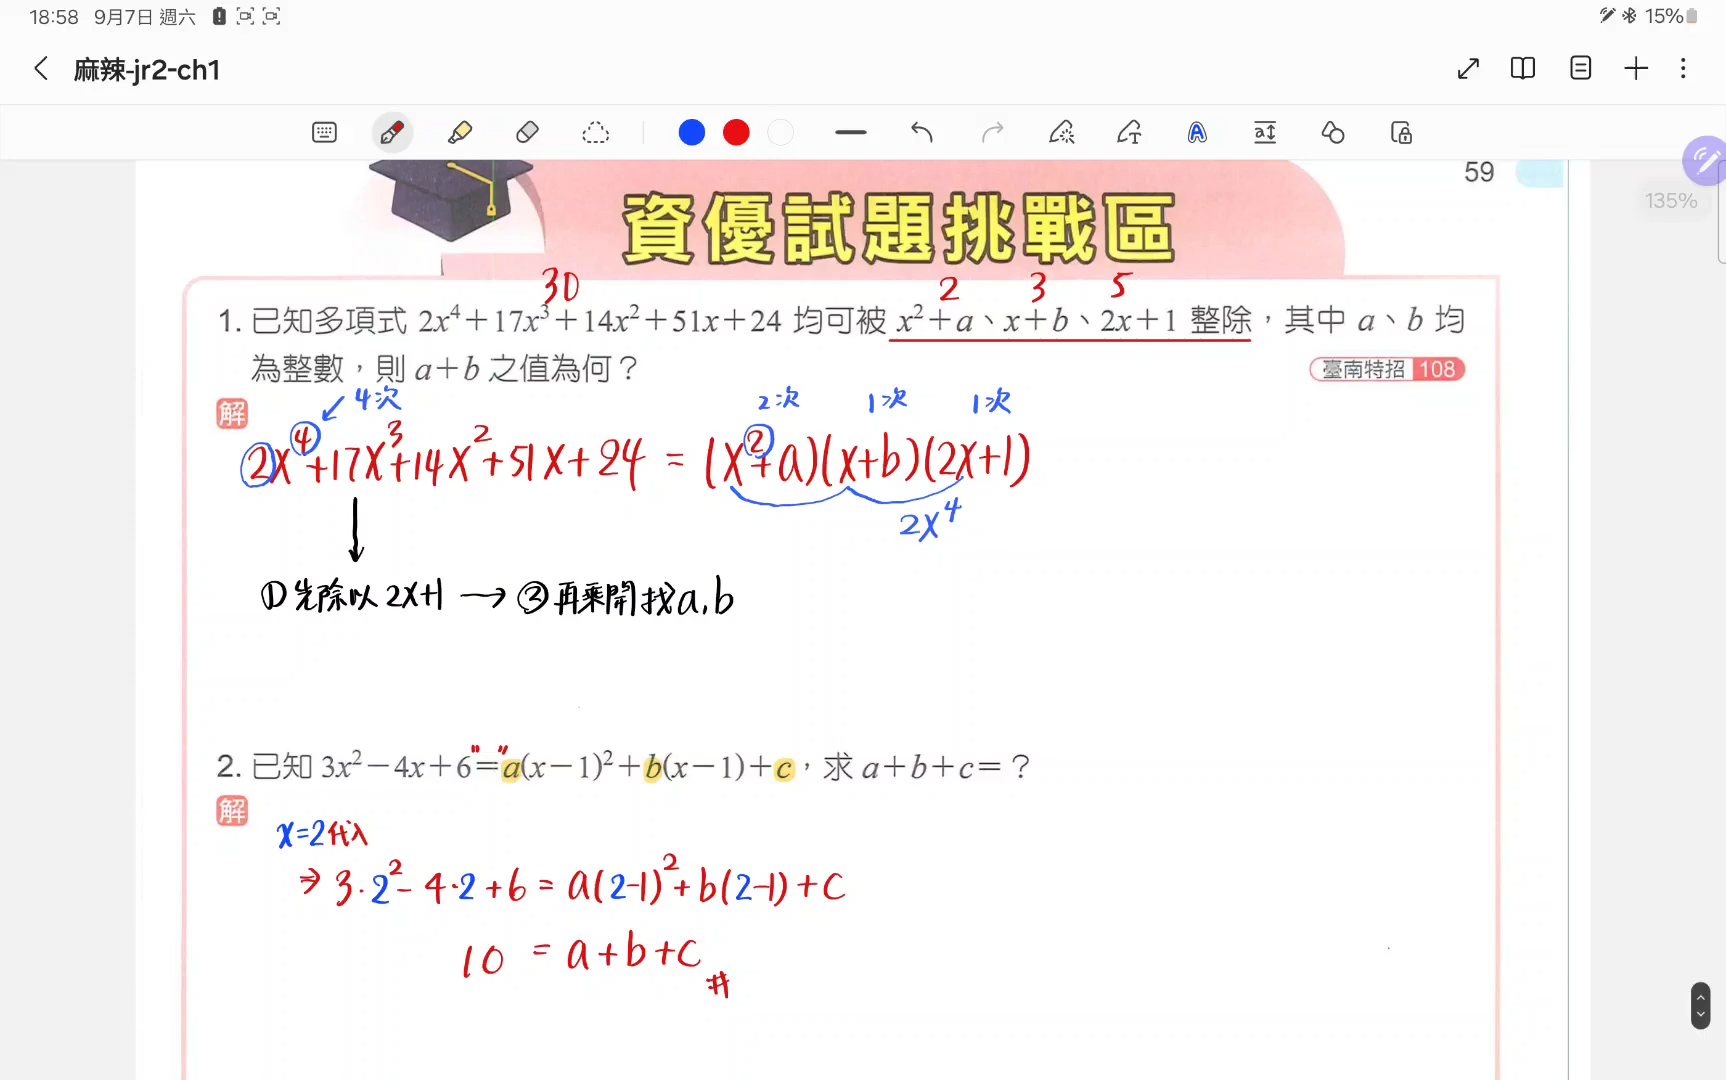 18:58 9月7日 週六 15%
麻辣-jr2-ch1
59
135%
資優試題挑戰區
30 2 3 5
1. 已知多項式 2x⁴+17x³+14x²+51x+24 均可被 x²+a、x+b、2x+1 整除，其中 a、b 均
為整數，則 a+b 之值為何？ 臺南特招 108
解
4次 2次 1次 1次
2x⁴+17x³+14x²+51x+24 = (x²+a)(x+b)(2x+1)
2x⁴
①先除以 2x+1 → ②再乘開找a,b
2. 已知 3x²−4x+6"="a(x−1)²+b(x−1)+c，求 a+b+c=？
解
x=2代入
⇒ 3·2²-4·2+6 = a(2-1)²+b(2-1)+c
10 = a+b+c #